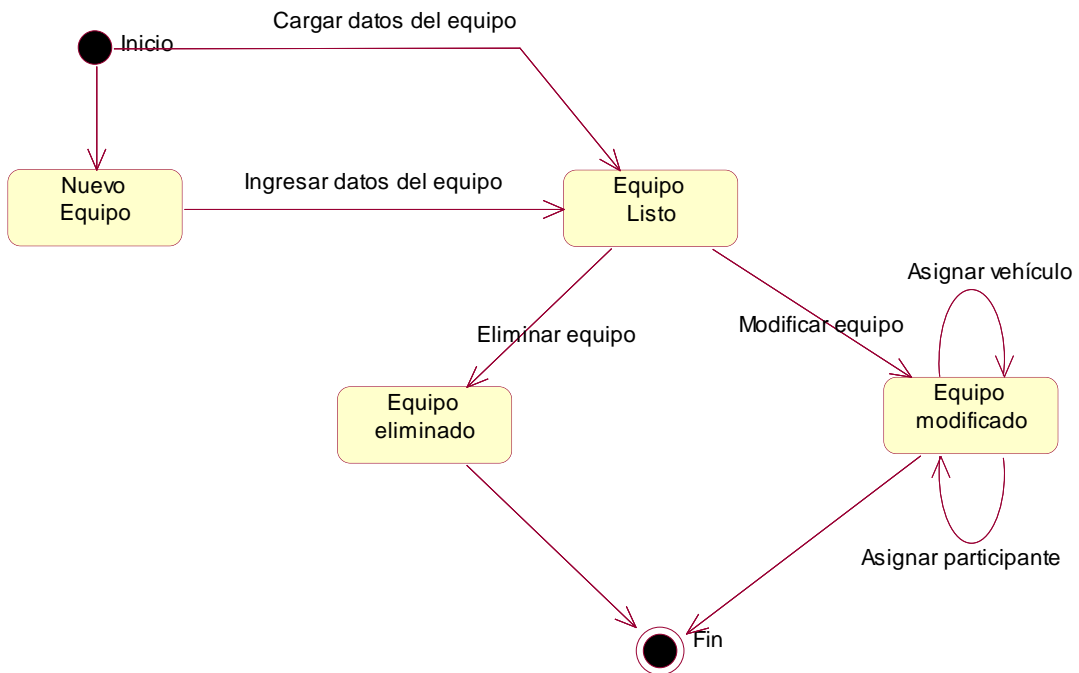 Cargar datos del equipo
Inicio
Nuevo
Equipo
Ingresar datos del equipo
Equipo
Listo
Asignar vehículo
Eliminar equipo
Modificar equipo
Equipo
eliminado
Equipo
modificado
Asignar participante
Fin